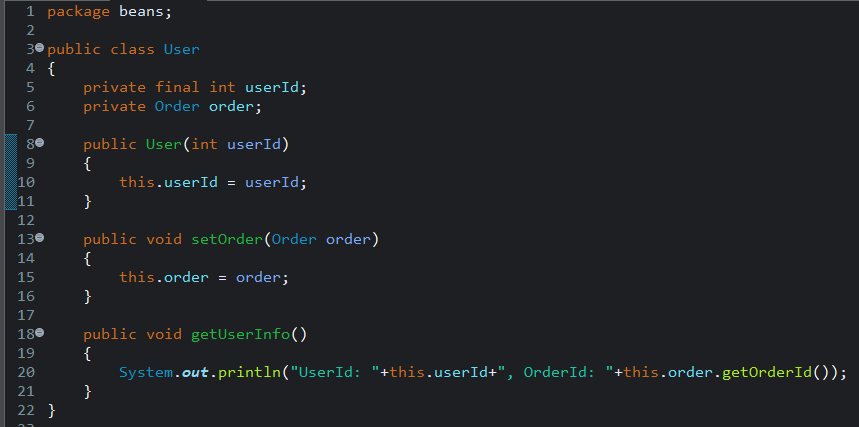 1 package beans;
2
3 public class User
4 {
5     private final int userId;
6     private Order order;
7
8     public User(int userId)
9     {
10         this.userId = userId;
11     }
12
13     public void setOrder(Order order)
14     {
15         this.order = order;
16     }
17
18     public void getUserInfo()
19     {
20         System.out.println("UserId: "+this.userId+", OrderId: "+this.order.getOrderId());
21     }
22 }